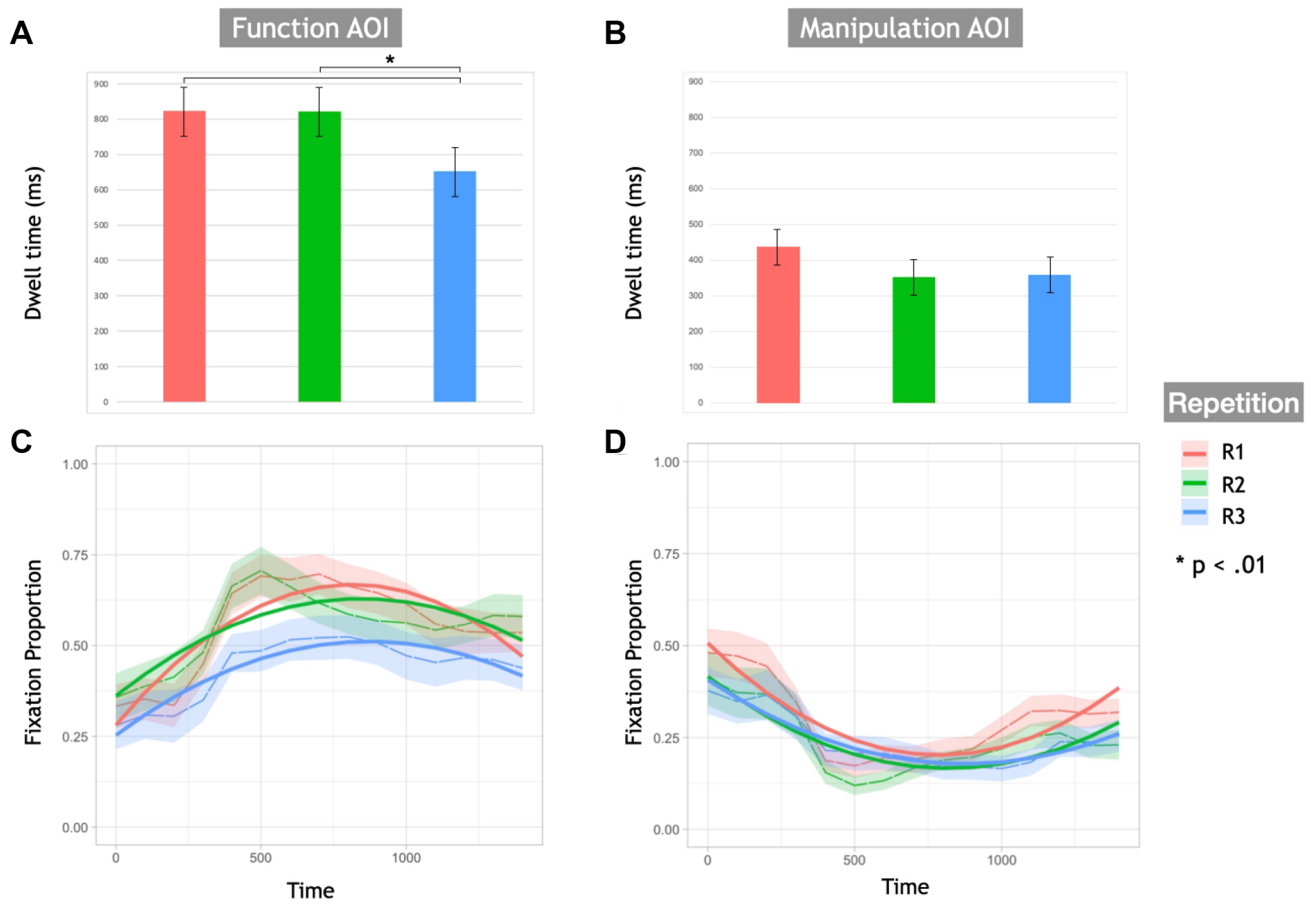 A
Function AOI
B
Manipulation AOI
*
900
800
700
600
500
400
300
200
100
0
Dwell time (ms)
900
800
700
600
500
400
300
200
100
0
Dwell time (ms)
C
1.00
0.75
0.50
0.25
0.00
Fixation Proportion
0 500 1000
Time
D
1.00
0.75
0.50
0.25
0.00
Fixation Proportion
0 500 1000
Time
Repetition
R1
R2
R3
* p < .01